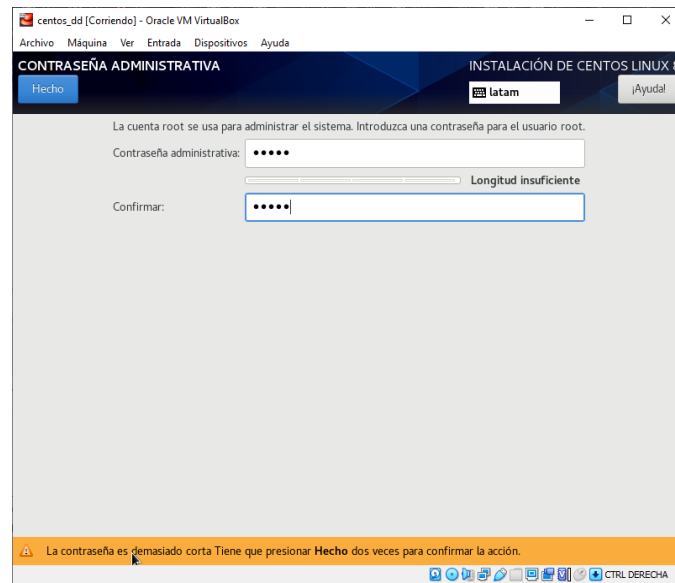 centos_dd [Corriendo] - Oracle VM VirtualBox
Archivo Máquina Ver Entrada Dispositivos Ayuda
CONTRASEÑA ADMINISTRATIVA
INSTALACIÓN DE CENTOS LINUX 8
Hecho
latam
¡Ayuda!
La cuenta root se usa para administrar el sistema. Introduzca una contraseña para el usuario root.
Contraseña administrativa: •••••
Longitud insuficiente
Confirmar: •••••
La contraseña es demasiado corta Tiene que presionar Hecho dos veces para confirmar la acción.
CTRL DERECHA